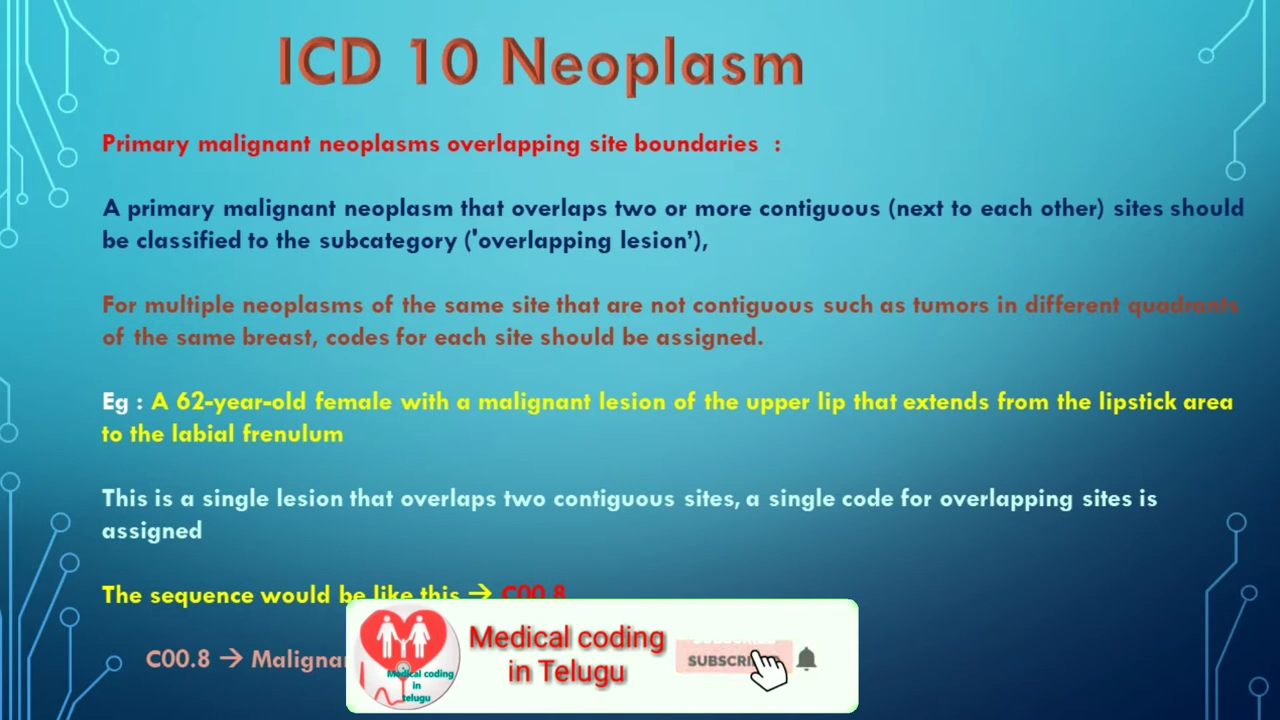 ICD 10 Neoplasm
Primary malignant neoplasms overlapping site boundaries :
A primary malignant neoplasm that overlaps two or more contiguous (next to each other) sites should
be classified to the subcategory ('overlapping lesion'),
For multiple neoplasms of the same site that are not contiguous such as tumors in different quadrants
of the same breast, codes for each site should be assigned.
Eg : A 62-year-old female with a malignant lesion of the upper lip that extends from the lipstick area
to the labial frenulum
This is a single lesion that overlaps two contiguous sites, a single code for overlapping sites is
assigned
The sequence would be like this → C00.8
C00.8 →
Medical coding
in Telugu
SUBSCRIBE
Medical coding
in
telugu